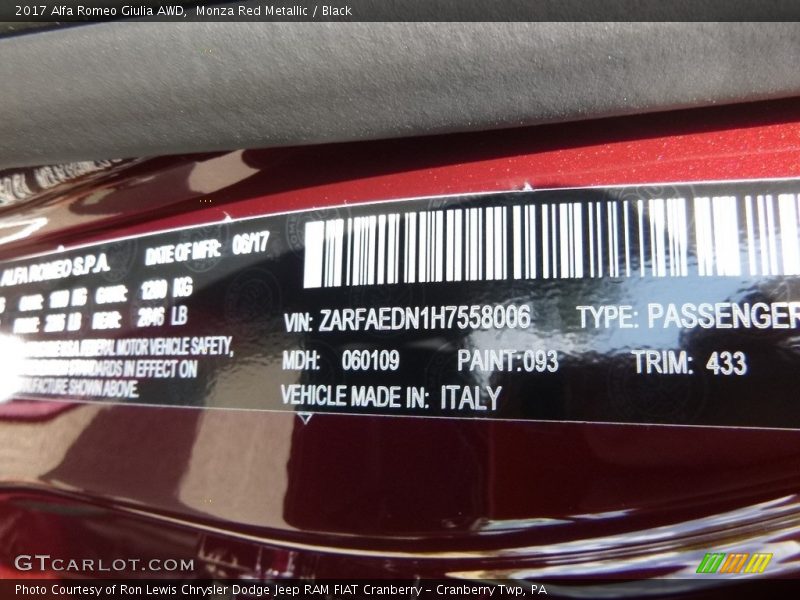 2017 Alfa Romeo Giulia AWD, Monza Red Metallic / Black
ALFA ROMEO S.P.A. DATE OF MFR: 06/17
KG 1200 KG
LB 2646 LB
FEDERAL MOTOR VEHICLE SAFETY,
STANDARDS IN EFFECT ON
SHOWN ABOVE.
VIN: ZARFAEDN1H7558006 TYPE: PASSENGER
MDH: 060109 PAINT:093 TRIM: 433
VEHICLE MADE IN: ITALY
GTCARLOT.COM
Photo Courtesy of Ron Lewis Chrysler Dodge Jeep RAM FIAT Cranberry – Cranberry Twp, PA